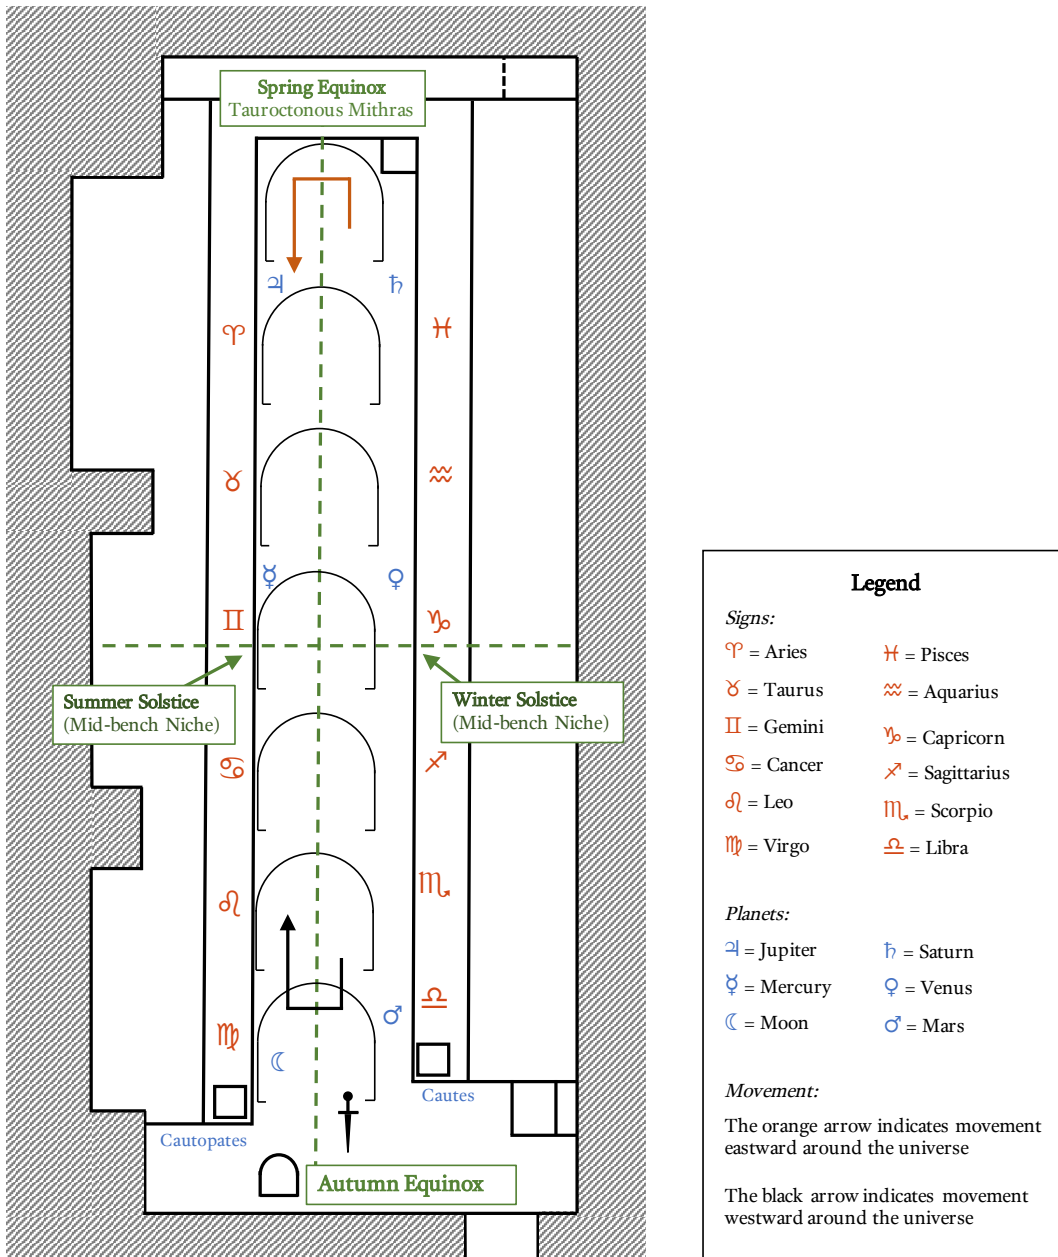 Spring Equinox
Tauroctonous Mithras
♃
♄
♈
♓
♉
♒
☿
♀
♊
♑
Summer Solstice
(Mid-bench Niche)
Winter Solstice
(Mid-bench Niche)
♋
♐
♌
♏
♎
♍
♂
☾
Cautes
Cautopates
Autumn Equinox
Legend
Signs:
♈ = Aries
♓ = Pisces
♉ = Taurus
♒ = Aquarius
♊ = Gemini
♑ = Capricorn
♋ = Cancer
♐ = Sagittarius
♌ = Leo
♏ = Scorpio
♍ = Virgo
♎ = Libra
Planets:
♃ = Jupiter
♄ = Saturn
☿ = Mercury
♀ = Venus
☾ = Moon
♂ = Mars
Movement:
The orange arrow indicates movement
eastward around the universe
The black arrow indicates movement
westward around the universe